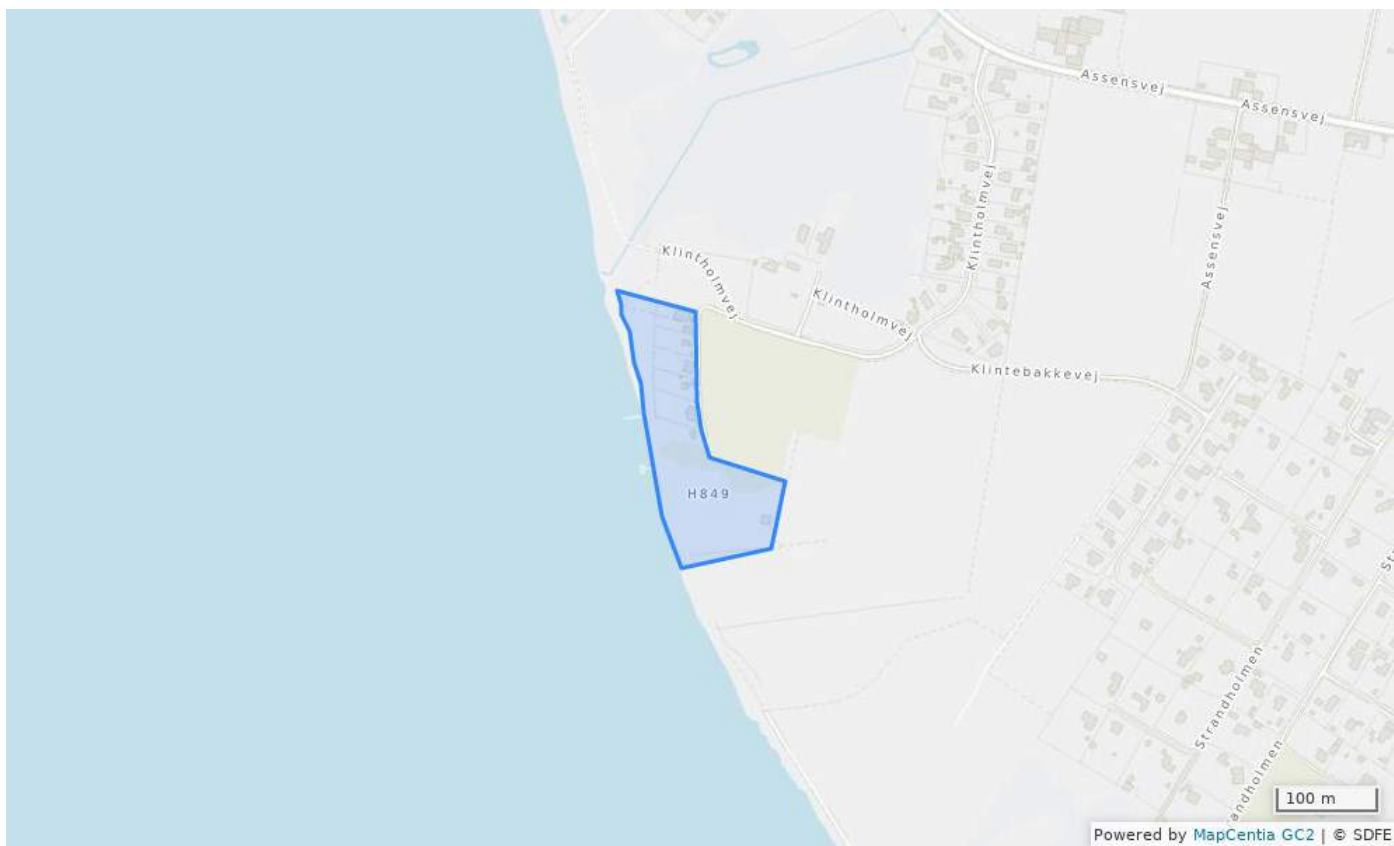 Assensvej
Assensvej
Klintholmvej
Assensvej
Klintholmvej
Klintholmvej
Klintebakkevej
H849
Strandholmen
Strandholmen
100 m
Powered by MapCentia GC2 | © SDFE